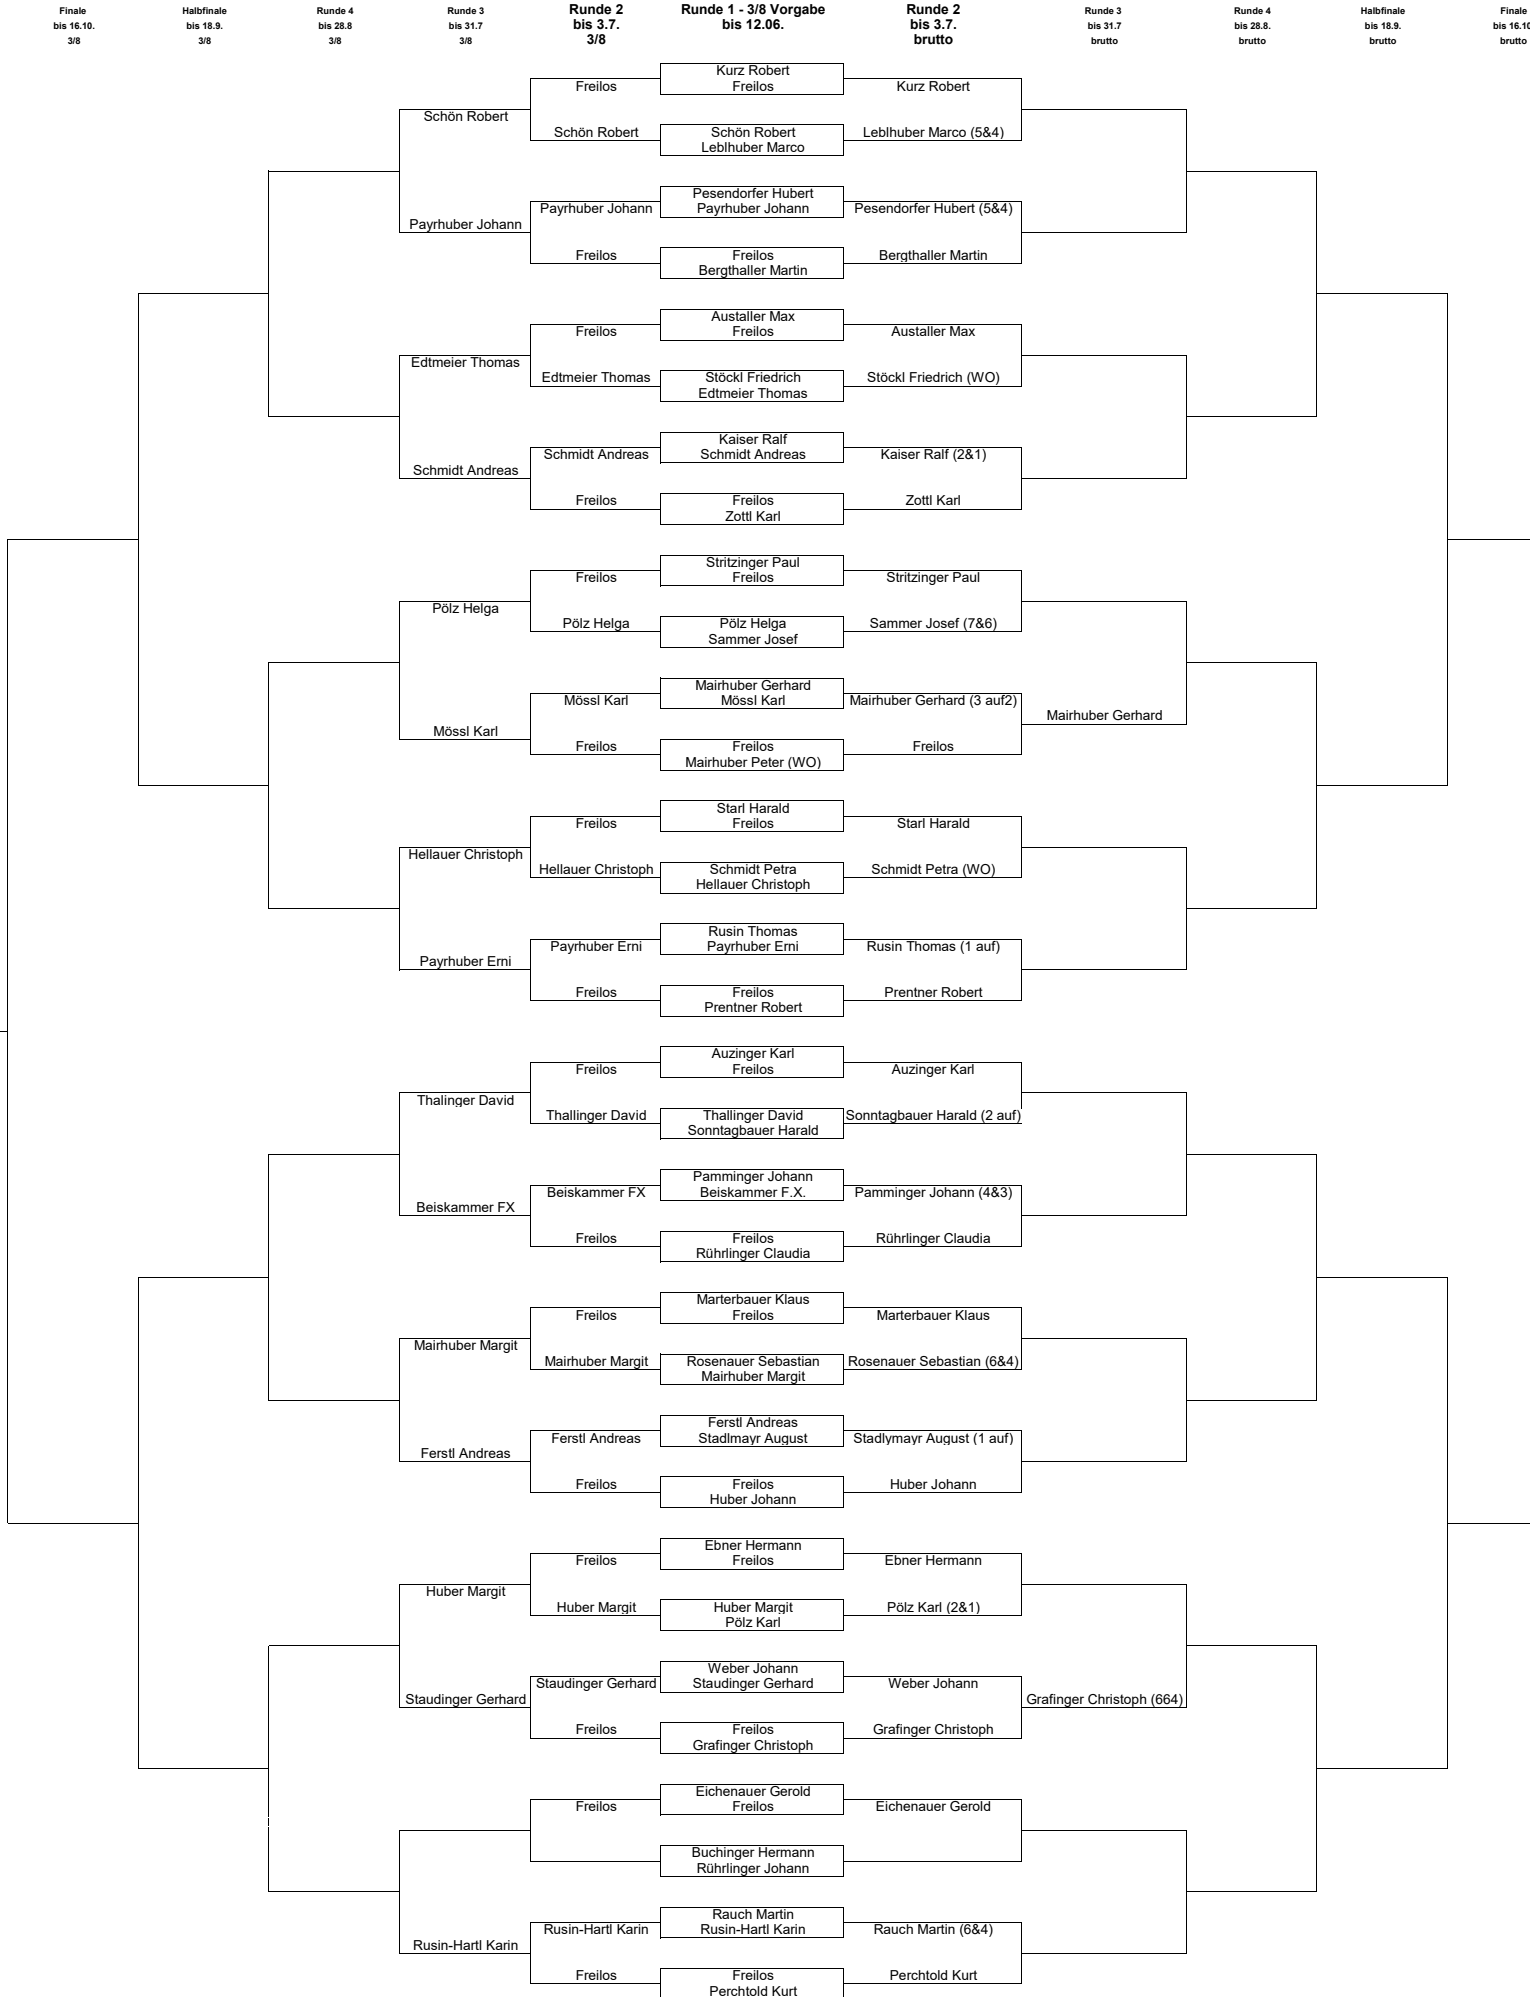 Finale
bis 16.10.
3/8
Halbfinale
bis 18.9.
3/8
Runde 4
bis 28.8
3/8
Runde 3
bis 31.7
3/8
Runde 2
bis 3.7.
3/8
Runde 1 - 3/8 Vorgabe
bis 12.06.
Runde 2
bis 3.7.
brutto
Runde 3
bis 31.7
brutto
Runde 4
bis 28.8.
brutto
Halbfinale
bis 18.9.
brutto
Finale
bis 16.10
brutto
Schön Robert
Payrhuber Johann
Edtmeier Thomas
Schmidt Andreas
Pölz Helga
Mössl Karl
Hellauer Christoph
Payrhuber Erni
Thalinger David
Beiskammer FX
Mairhuber Margit
Ferstl Andreas
Huber Margit
Staudinger Gerhard
Rusin-Hartl Karin
Freilos
Schön Robert
Payrhuber Johann
Freilos
Freilos
Edtmeier Thomas
Schmidt Andreas
Freilos
Freilos
Pölz Helga
Mössl Karl
Freilos
Freilos
Hellauer Christoph
Payrhuber Erni
Freilos
Freilos
Thallinger David
Beiskammer FX
Freilos
Freilos
Mairhuber Margit
Ferstl Andreas
Freilos
Freilos
Huber Margit
Staudinger Gerhard
Freilos
Freilos
Rusin-Hartl Karin
Freilos
Kurz Robert
Freilos
Schön Robert
Leblhuber Marco
Pesendorfer Hubert
Payrhuber Johann
Freilos
Bergthaller Martin
Austaller Max
Freilos
Stöckl Friedrich
Edtmeier Thomas
Kaiser Ralf
Schmidt Andreas
Freilos
Zottl Karl
Stritzinger Paul
Freilos
Pölz Helga
Sammer Josef
Mairhuber Gerhard
Mössl Karl
Freilos
Mairhuber Peter (WO)
Starl Harald
Freilos
Schmidt Petra
Hellauer Christoph
Rusin Thomas
Payrhuber Erni
Freilos
Prentner Robert
Auzinger Karl
Freilos
Thallinger David
Sonntagbauer Harald
Pamminger Johann
Beiskammer F.X.
Freilos
Rührlinger Claudia
Marterbauer Klaus
Freilos
Rosenauer Sebastian
Mairhuber Margit
Ferstl Andreas
Stadlmayr August
Freilos
Huber Johann
Ebner Hermann
Freilos
Huber Margit
Pölz Karl
Weber Johann
Staudinger Gerhard
Freilos
Grafinger Christoph
Eichenauer Gerold
Freilos
Buchinger Hermann
Rührlinger Johann
Rauch Martin
Rusin-Hartl Karin
Freilos
Perchtold Kurt
Kurz Robert
Leblhuber Marco (5&4)
Pesendorfer Hubert (5&4)
Bergthaller Martin
Austaller Max
Stöckl Friedrich (WO)
Kaiser Ralf (2&1)
Zottl Karl
Stritzinger Paul
Sammer Josef (7&6)
Mairhuber Gerhard (3 auf2)
Freilos
Starl Harald
Schmidt Petra (WO)
Rusin Thomas (1 auf)
Prentner Robert
Auzinger Karl
Sonntagbauer Harald (2 auf)
Pamminger Johann (4&3)
Rührlinger Claudia
Marterbauer Klaus
Rosenauer Sebastian (6&4)
Stadlymayr August (1 auf)
Huber Johann
Ebner Hermann
Pölz Karl (2&1)
Weber Johann
Grafinger Christoph
Eichenauer Gerold
Rauch Martin (6&4)
Perchtold Kurt
Mairhuber Gerhard
Grafinger Christoph (664)